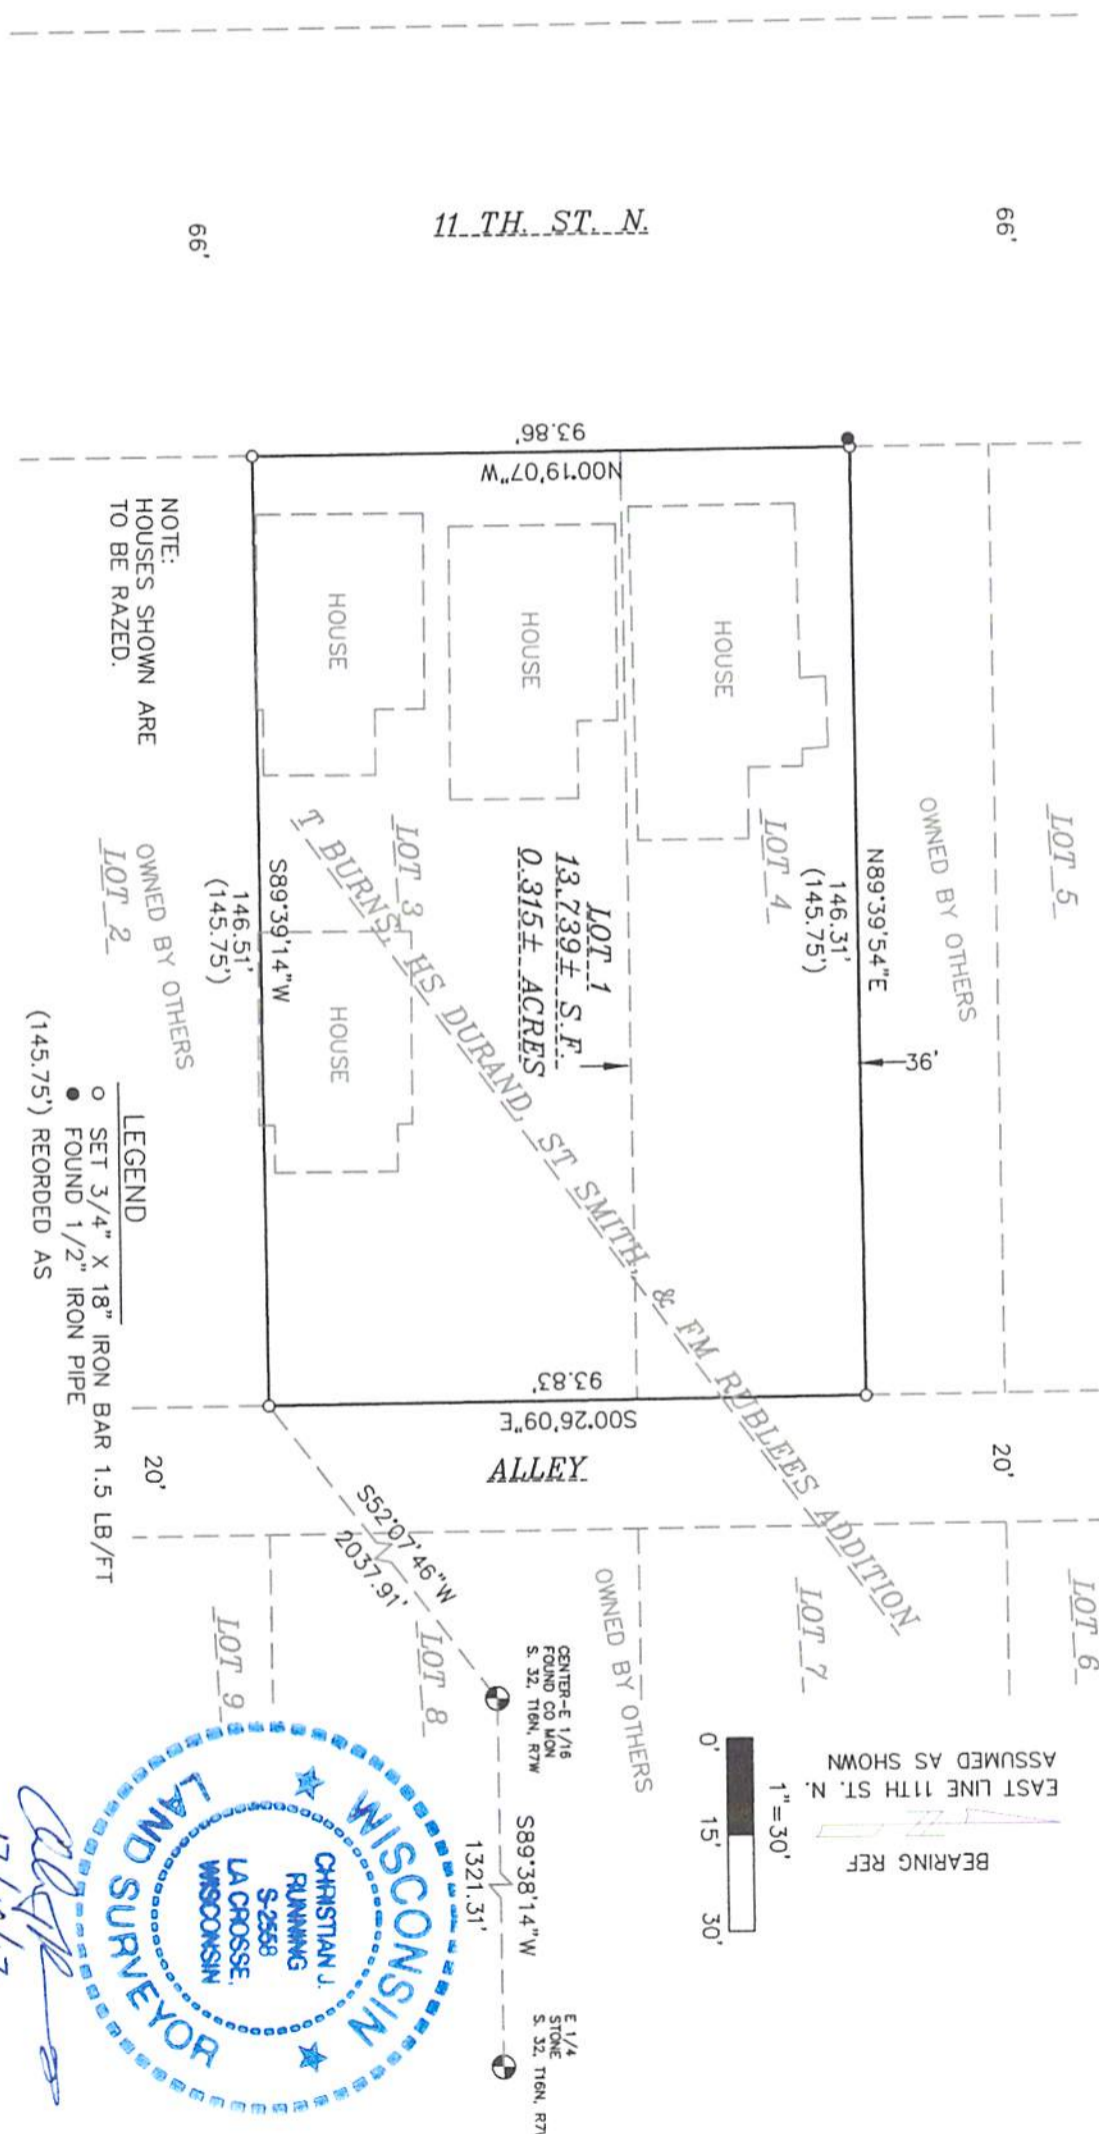 11 TH. ST. N.
66'
66'
93.86'
N00°19'07"W
NOTE:
HOUSES SHOWN ARE
TO BE RAZED.
HOUSE
HOUSE
HOUSE
HOUSE
LOT 5
OWNED BY OTHERS
N89°39'54"E
146.31'
(145.75')
36'
LOT 4
LOT 1
13,739± S.F.
0.315± ACRES
LOT 3
T BURNS, HS DURAND, ST SMITH, & FM RUBLEES ADDITION
S89°39'14"W
146.51'
(145.75')
OWNED BY OTHERS
LOT 2
LEGEND
SET 3/4" X 18" IRON BAR 1.5 LB/FT
FOUND 1/2" IRON PIPE
(145.75') REORDED AS
93.83'
S00°26'09"E
ALLEY
20'
20'
S52°07'46"W
2037.91'
LOT 6
LOT 7
OWNED BY OTHERS
LOT 8
LOT 9
CENTER-E 1/16
FOUND CO MON
S. 32, T16N, R7W
S89°38'14"W
1321.31'
E 1/4
STONE
S. 32, T16N, R7
BEARING REF
EAST LINE 11TH ST. N.
ASSUMED AS SHOWN
1"=30'
0' 15' 30'
WISCONSIN
CHRISTIAN J.
RUNNING
S-2558
LA CROSSE,
WISCONSIN
LAND SURVEYOR